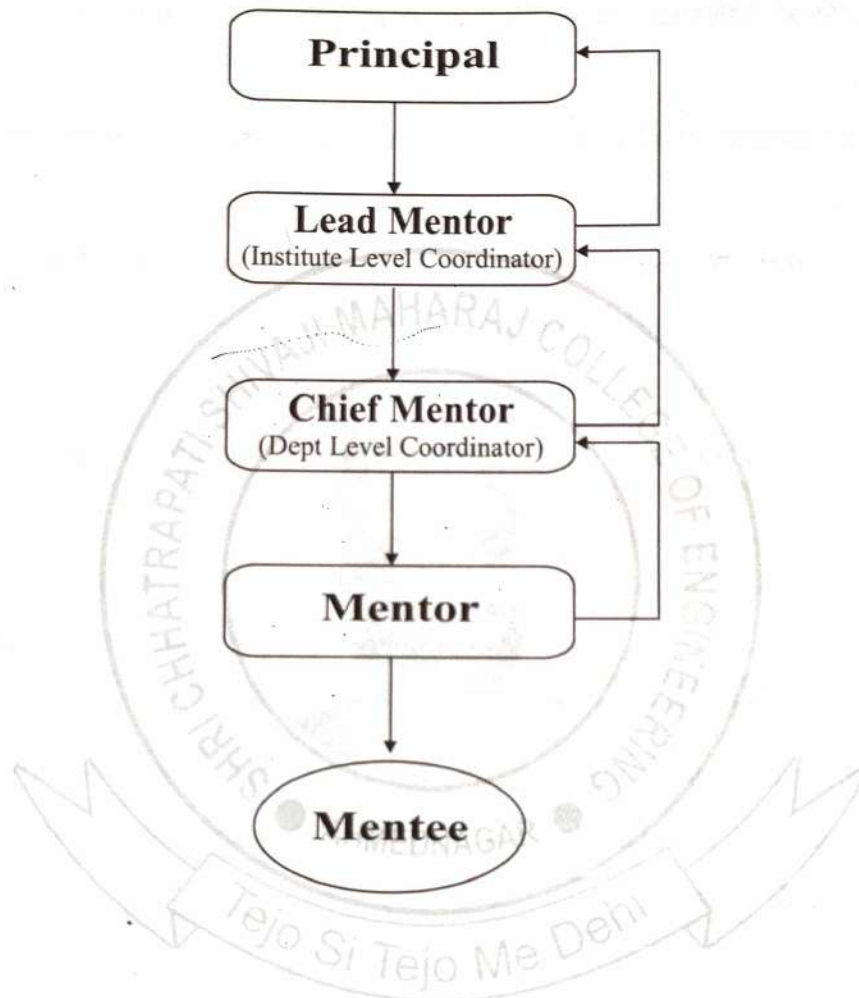 Principal
Lead Mentor
(Institute Level Coordinator)
Chief Mentor
(Dept Level Coordinator)
Mentor
Mentee
SHRI CHHATRAPATI SHIVAJI MAHARAJ COLLEGE OF ENGINEERING
Tejo Si Tejo Me Dehi